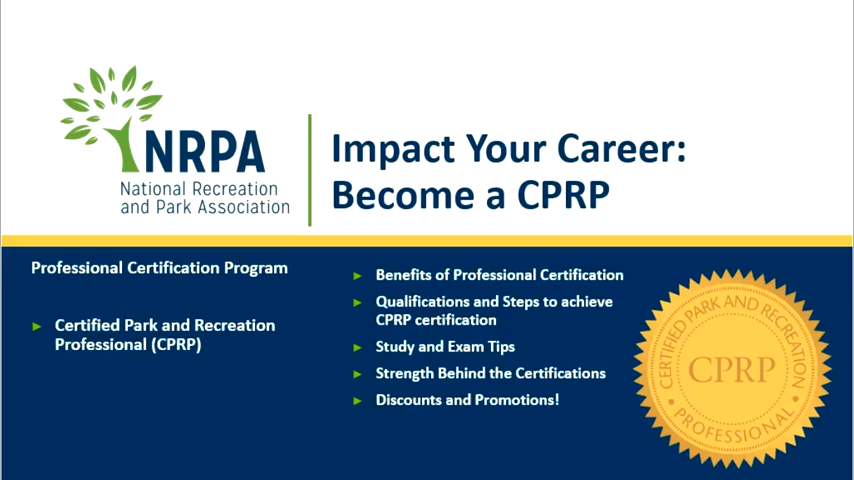 NRPA
National Recreation
and Park Association
Impact Your Career:
Become a CPRP
Professional Certification Program
► Certified Park and Recreation
Professional (CPRP)
► Benefits of Professional Certification
► Qualifications and Steps to achieve
CPRP certification
► Study and Exam Tips
► Strength Behind the Certifications
► Discounts and Promotions!
CERTIFIED PARK AND RECREATION
CPRP
• PROFESSIONAL •